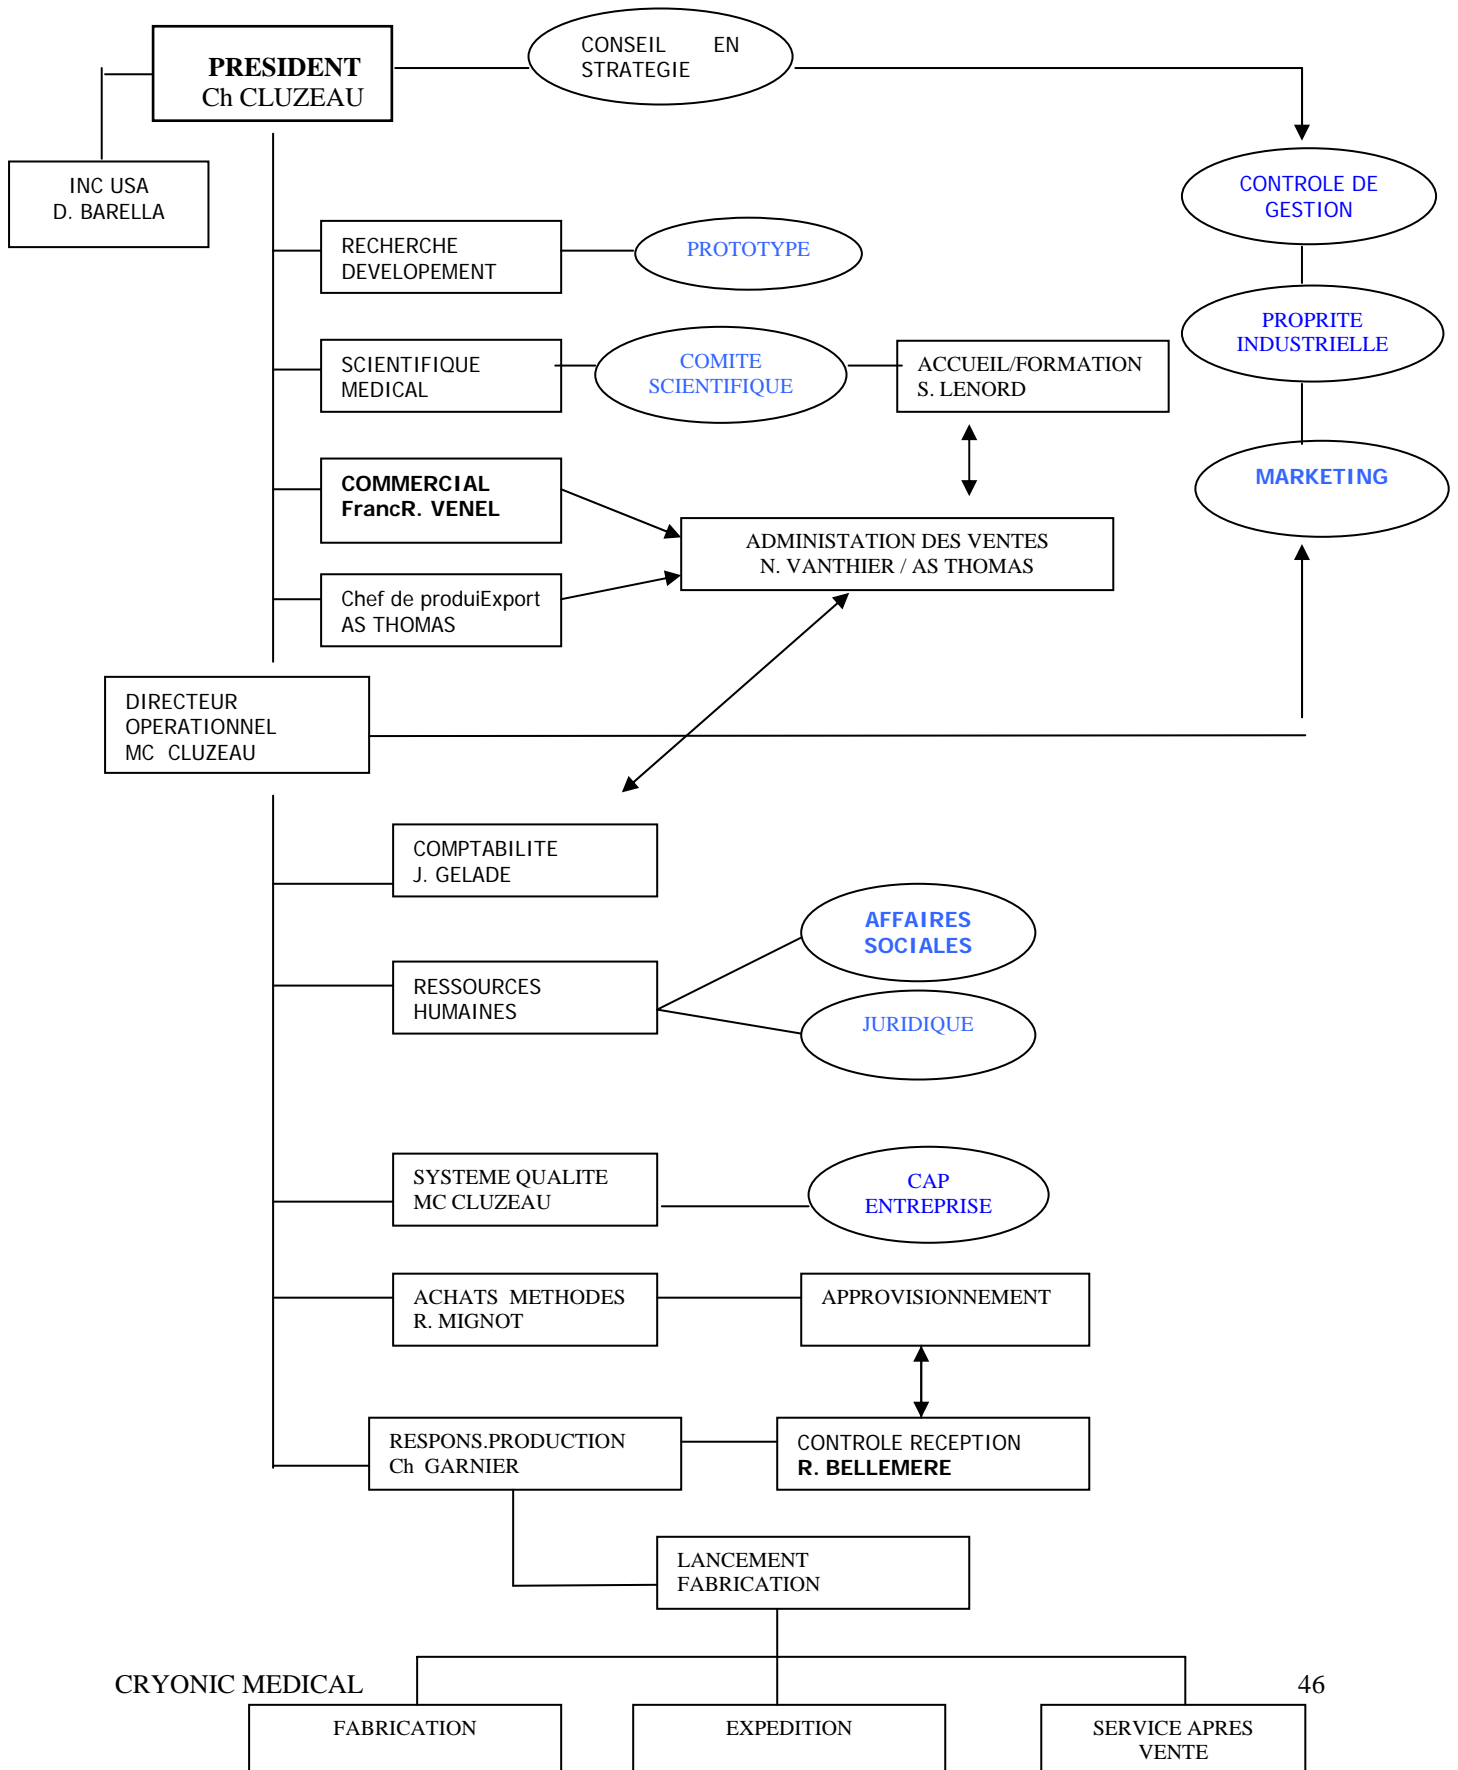 PRESIDENT
Ch CLUZEAU
CONSEIL EN
STRATEGIE
INC USA
D. BARELLA
CONTROLE DE
GESTION
RECHERCHE
DEVELOPEMENT
PROTOTYPE
PROPRITE
INDUSTRIELLE
SCIENTIFIQUE
MEDICAL
COMITE
SCIENTIFIQUE
ACCUEIL/FORMATION
S. LENORD
COMMERCIAL
FrancR. VENEL
MARKETING
ADMINISTATION DES VENTES
N. VANTHIER / AS THOMAS
Chef de produiExport
AS THOMAS
DIRECTEUR
OPERATIONNEL
MC CLUZEAU
COMPTABILITE
J. GELADE
AFFAIRES
SOCIALES
RESSOURCES
HUMAINES
JURIDIQUE
SYSTEME QUALITE
MC CLUZEAU
CAP
ENTREPRISE
ACHATS METHODES
R. MIGNOT
APPROVISIONNEMENT
RESPONS.PRODUCTION
Ch GARNIER
CONTROLE RECEPTION
R. BELLEMERE
LANCEMENT
FABRICATION
CRYONIC MEDICAL 46
FABRICATION
EXPEDITION
SERVICE APRES
VENTE